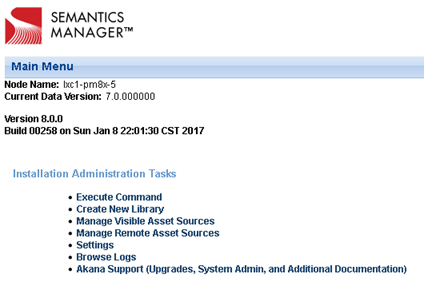 SEMANTICS
MANAGER™
Main Menu
Node Name: lxc1-pm8x-5
Current Data Version: 7.0.000000
Version 8.0.0
Build 00258 on Sun Jan 8 22:01:30 CST 2017
Installation Administration Tasks
• Execute Command
• Create New Library
• Manage Visible Asset Sources
• Manage Remote Asset Sources
• Settings
• Browse Logs
• Akana Support (Upgrades, System Admin, and Additional Documentation)